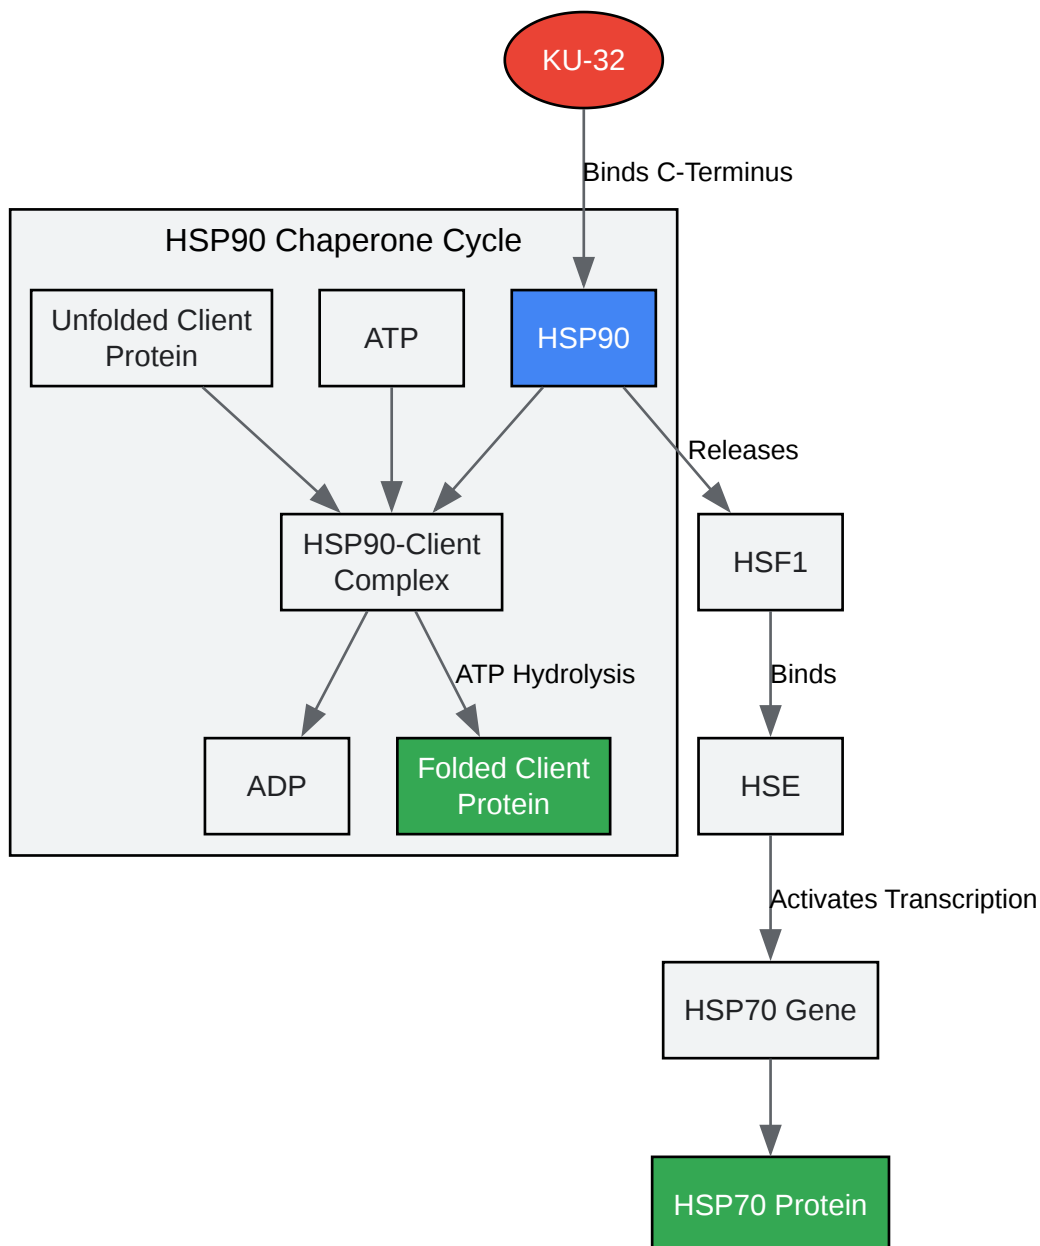 KU-32
Binds C-Terminus
HSP90 Chaperone Cycle
Unfolded Client
Protein
ATP
HSP90
Releases
HSP90-Client
Complex
HSF1
ATP Hydrolysis
Binds
ADP
Folded Client
Protein
HSE
Activates Transcription
HSP70 Gene
HSP70 Protein